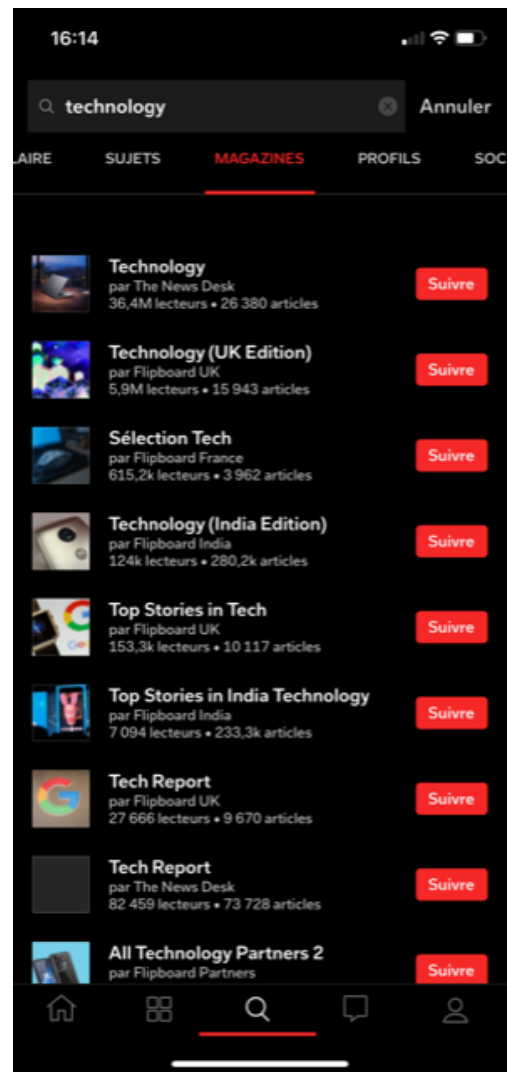 16:14
technology
Annuler
LAIRE SUJETS MAGAZINES PROFILS SOC
Technology
par The News Desk
36,4M lecteurs • 26 380 articles
Suivre
Technology (UK Edition)
par Flipboard UK
5,9M lecteurs • 15 943 articles
Suivre
Sélection Tech
par Flipboard France
615,2k lecteurs • 3 962 articles
Suivre
Technology (India Edition)
par Flipboard India
124k lecteurs • 280,2k articles
Suivre
Top Stories in Tech
par Flipboard UK
153,3k lecteurs • 10 117 articles
Suivre
Top Stories in India Technology
par Flipboard India
7 094 lecteurs • 233,3k articles
Suivre
Tech Report
par Flipboard UK
27 666 lecteurs • 9 670 articles
Suivre
Tech Report
par The News Desk
82 459 lecteurs • 73 728 articles
Suivre
All Technology Partners 2
par Flipboard Partners
Suivre